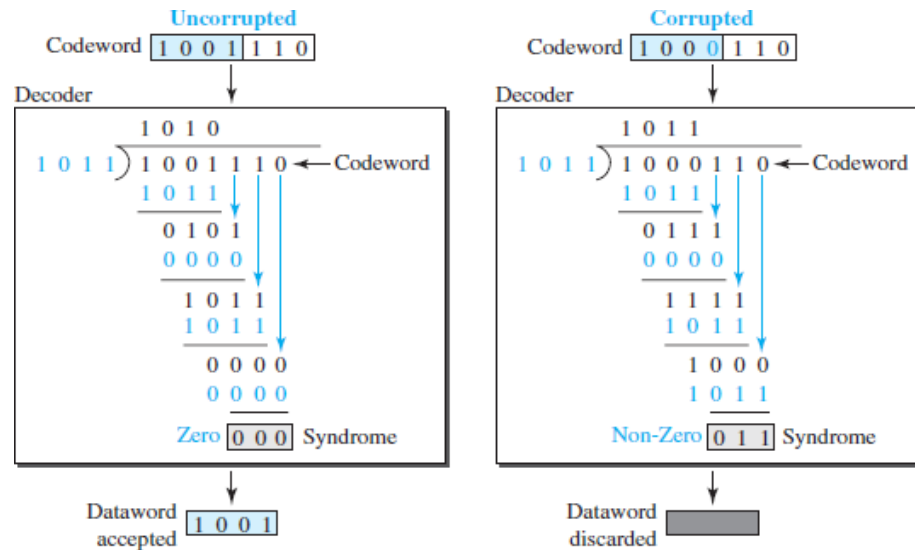 Uncorrupted
Codeword 1 0 0 1 1 1 0
Decoder
1 0 1 0
1 0 1 1 ) 1 0 0 1 1 1 0 Codeword
1 0 1 1
0 1 0 1
0 0 0 0
1 0 1 1
1 0 1 1
0 0 0 0
0 0 0 0
Zero 0 0 0 Syndrome
Dataword
accepted 1 0 0 1
Corrupted
Codeword 1 0 0 0 1 1 0
Decoder
1 0 1 1
1 0 1 1 ) 1 0 0 0 1 1 0 Codeword
1 0 1 1
0 1 1 1
0 0 0 0
1 1 1 1
1 0 1 1
1 0 0 0
1 0 1 1
Non-Zero 0 1 1 Syndrome
Dataword
discarded